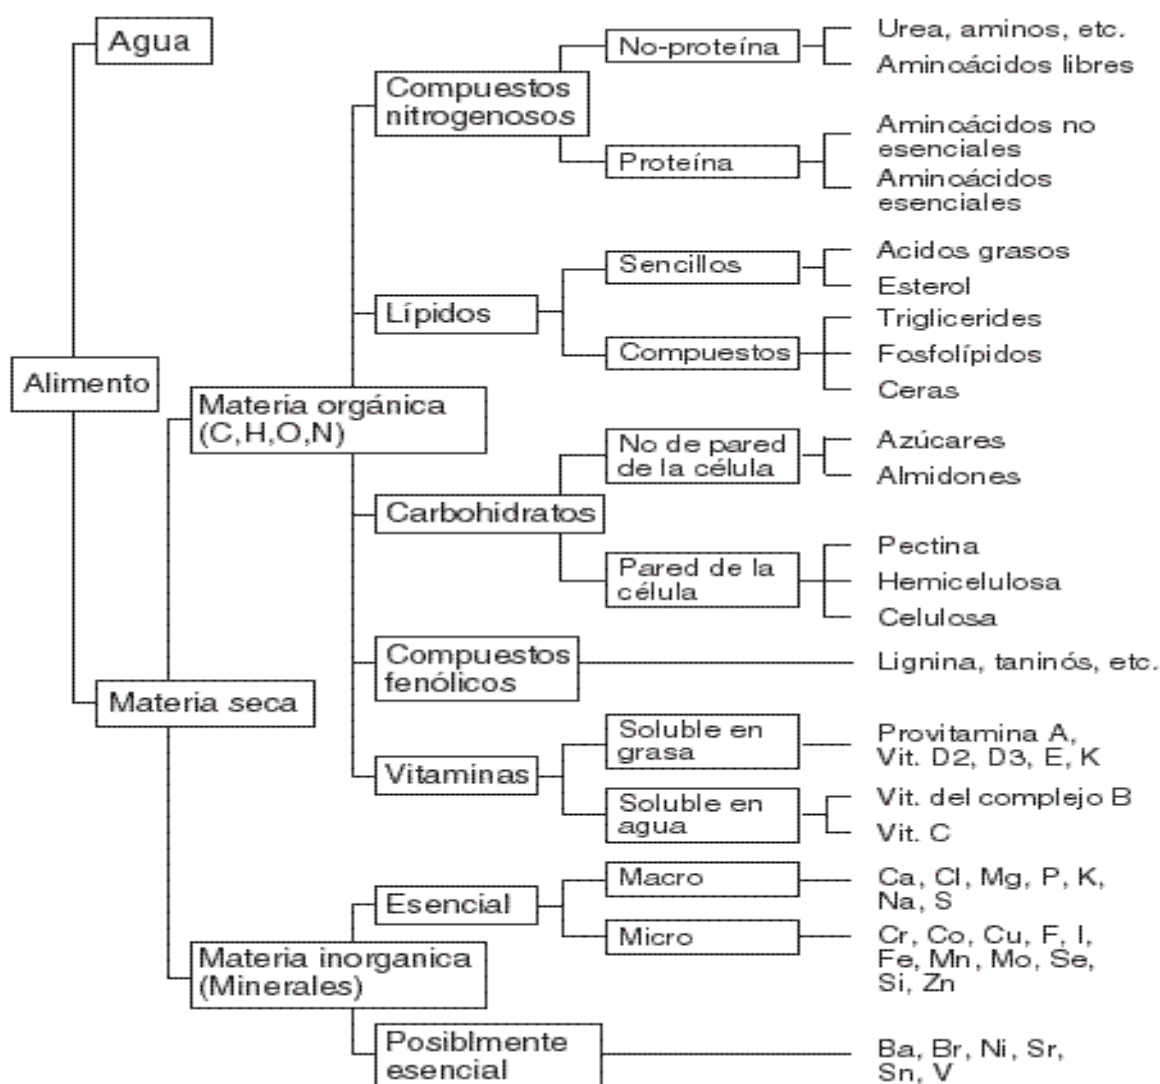 Agua
Alimento
Materia seca
Materia orgánica
(C,H,O,N)
Compuestos
nitrogenosos
No-proteína
Urea, aminos, etc.
Aminoácidos libres
Proteína
Aminoácidos no
esenciales
Aminoácidos
esenciales
Lípidos
Sencillos
Acidos grasos
Esterol
Compuestos
Triglicerides
Fosfolípidos
Ceras
Carbohidratos
No de pared
de la célula
Azúcares
Almidones
Pared de la
célula
Pectina
Hemicelulosa
Celulosa
Compuestos
fenólicos
Lignina, taninós, etc.
Vitaminas
Soluble en
grasa
Provitamina A,
Vit. D2, D3, E, K
Soluble en
agua
Vit. del complejo B
Vit. C
Materia inorganica
(Minerales)
Esencial
Macro
Ca, Cl, Mg, P, K,
Na, S
Micro
Cr, Co, Cu, F, I,
Fe, Mn, Mo, Se,
Si, Zn
Posiblmente
esencial
Ba, Br, Ni, Sr,
Sn, V